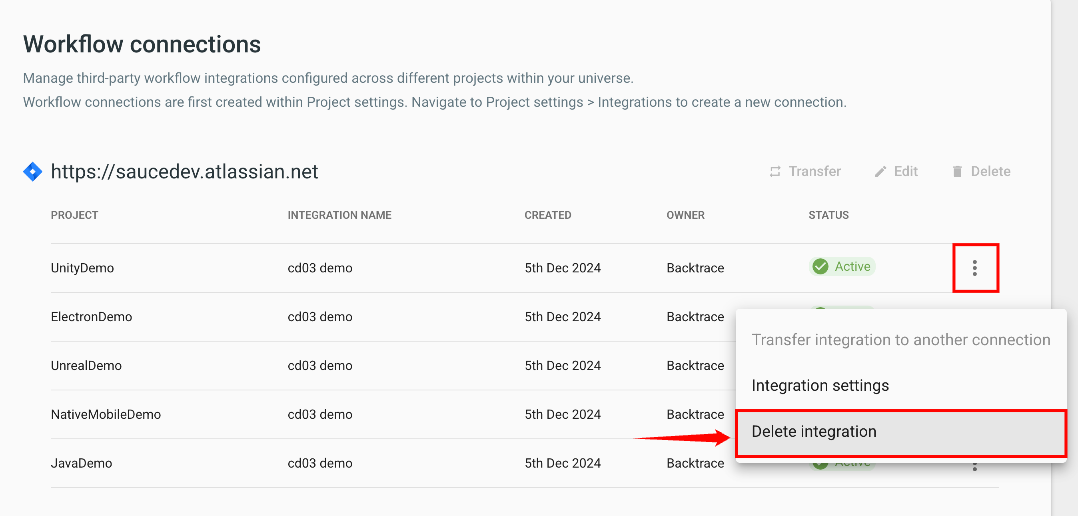 Workflow connections
Manage third-party workflow integrations configured across different projects within your universe.
Workflow connections are first created within Project settings. Navigate to Project settings > Integrations to create a new connection.
https://saucedev.atlassian.net Transfer Edit Delete
PROJECT INTEGRATION NAME CREATED OWNER STATUS
UnityDemo cd03 demo 5th Dec 2024 Backtrace Active
ElectronDemo cd03 demo 5th Dec 2024 Backtrace
Transfer integration to another connection
UnrealDemo cd03 demo 5th Dec 2024 Backtrace
Integration settings
NativeMobileDemo cd03 demo 5th Dec 2024 Backtrace
Delete integration
JavaDemo cd03 demo 5th Dec 2024 Backtrace Active